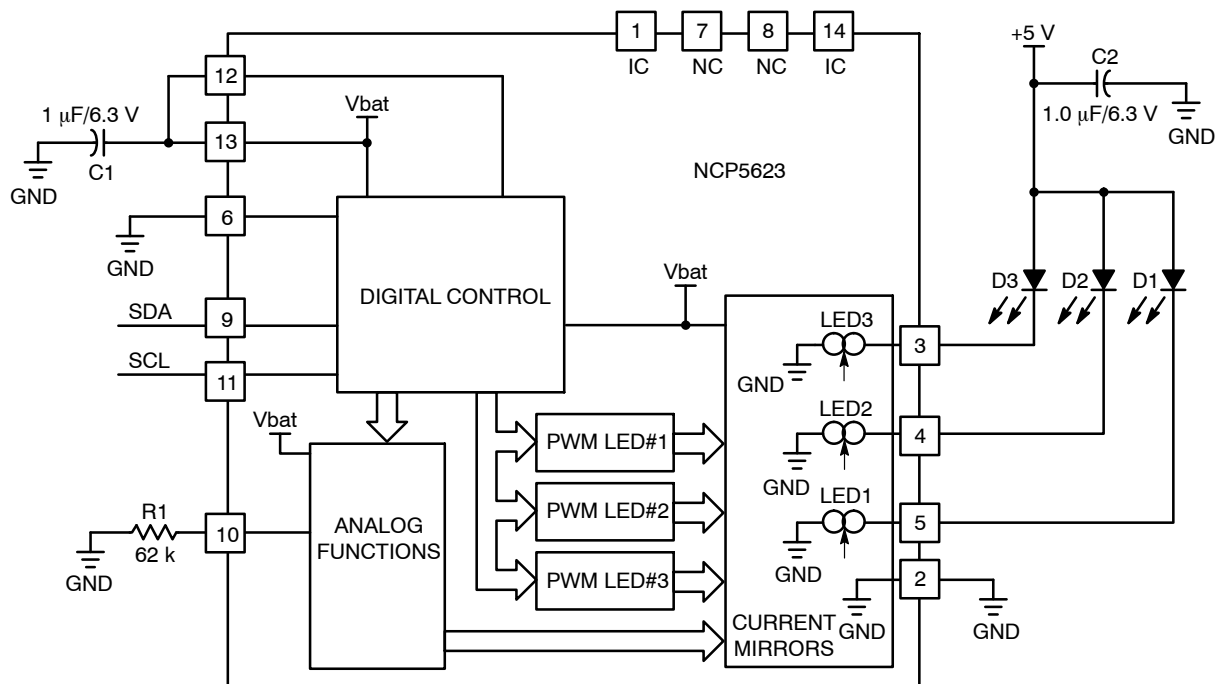 1
7
8
14
IC
NC
NC
IC
+5 V
C2
1.0 μF/6.3 V
GND
12
1 μF/6.3 V
C1
GND
13
Vbat
NCP5623
6
GND
DIGITAL CONTROL
Vbat
SDA
9
SCL
11
D3
D2
D1
LED3
GND
3
LED2
GND
4
LED1
GND
5
2
GND
GND
CURRENT
MIRRORS
Vbat
PWM LED#1
PWM LED#2
PWM LED#3
R1
62 k
GND
10
ANALOG
FUNCTIONS